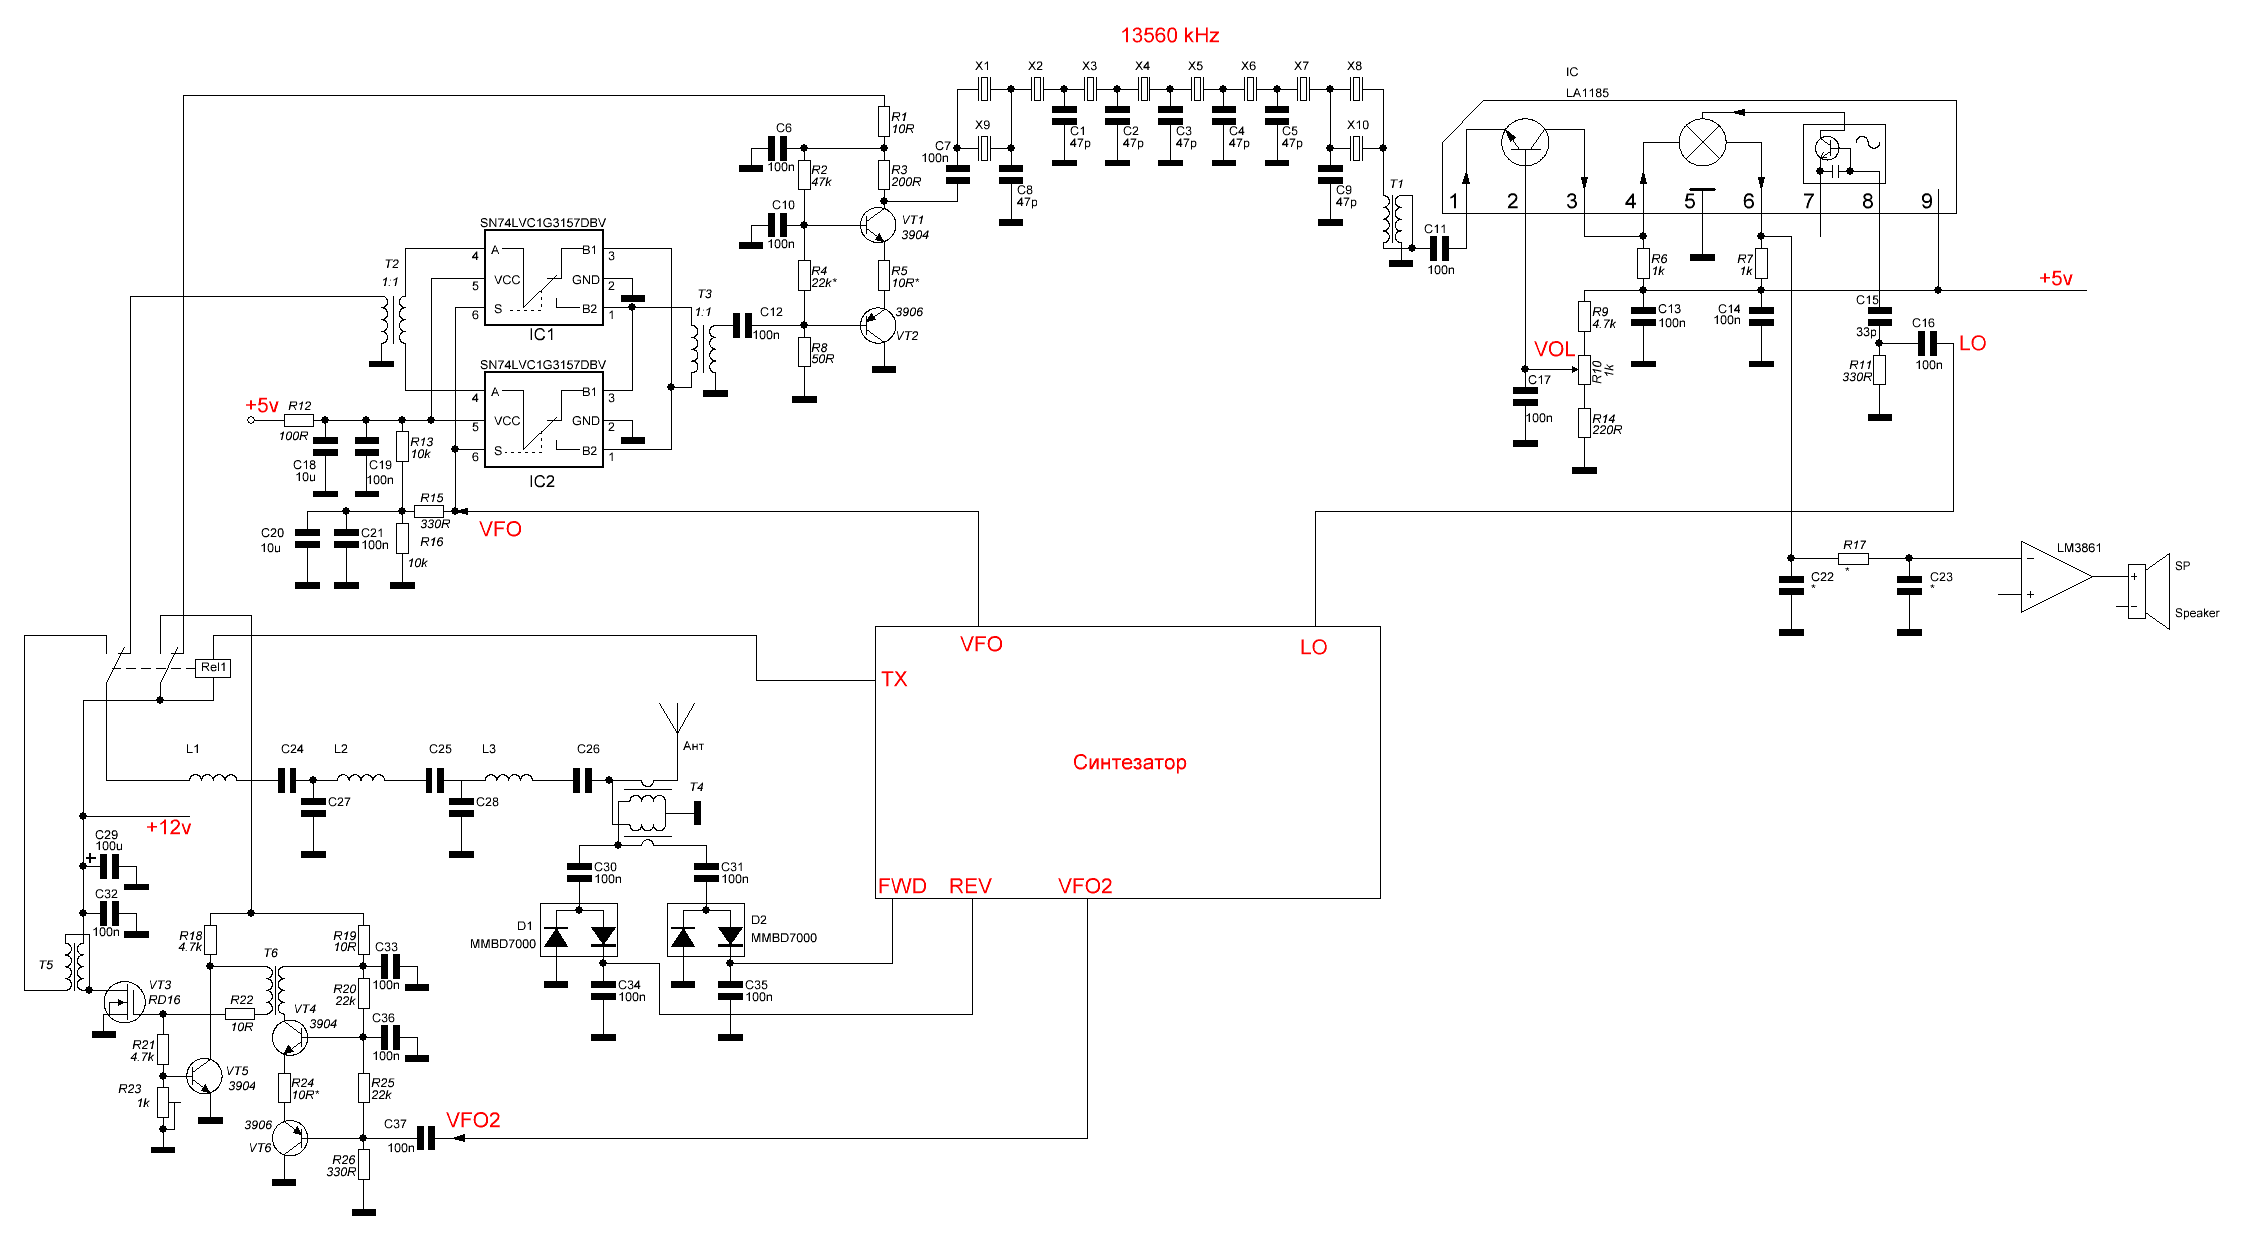 13560 kHz
X1 X2 X3 X4 X5 X6 X7 X8
X9 X10
C1 47p
C2 47p
C3 47p
C4 47p
C5 47p
C7 100n
C8 47p
C9 47p
T1
C11 100n
IC
LA1185
1 2 3 4 5 6 7 8 9
R1 10R
C6 100n
R2 47k
R3 200R
C10 100n
VT1 3904
R4 22k*
R5 10R*
3906 VT2
C12 100n
R8 50R
SN74LVC1G3157DBV
A B1
VCC GND
S B2
4 5 6 3 2 1
IC1
SN74LVC1G3157DBV
A B1
VCC GND
S B2
4 5 6 3 2 1
IC2
T2 1:1
T3 1:1
+5v
R12 100R
C18 10u
C19 100n
R13 10k
R15 330R
C20 10u
C21 100n
R16 10k
VFO
R6 1k
R7 1k
+5v
R9 4.7k
C13 100n
C14 100n
C15 33p
C16 100n
LO
VOL
R10 1k
R11 330R
C17 100n
R14 220R
R17 *
C22 *
C23 *
LM3861
- +
+ -
SP
Speaker
Rel1
VFO
LO
TX
Синтезатор
FWD REV VFO2
L1 C24 L2 C25 L3 C26
C27 C28
Ант
T4
+12v
C29 100u
+
C32 100n
C30 100n
C31 100n
D1
MMBD7000
D2
MMBD7000
C34 100n
C35 100n
T5
VT3
RD16
R18 4.7k
R19 10R
T6
C33 100n
R20 22k
R22 10R
VT4
3904
C36 100n
R21 4.7k
VT5
3904
R23 1k
R24 10R*
R25 22k
3906
VT6
C37 100n
VFO2
R26 330R